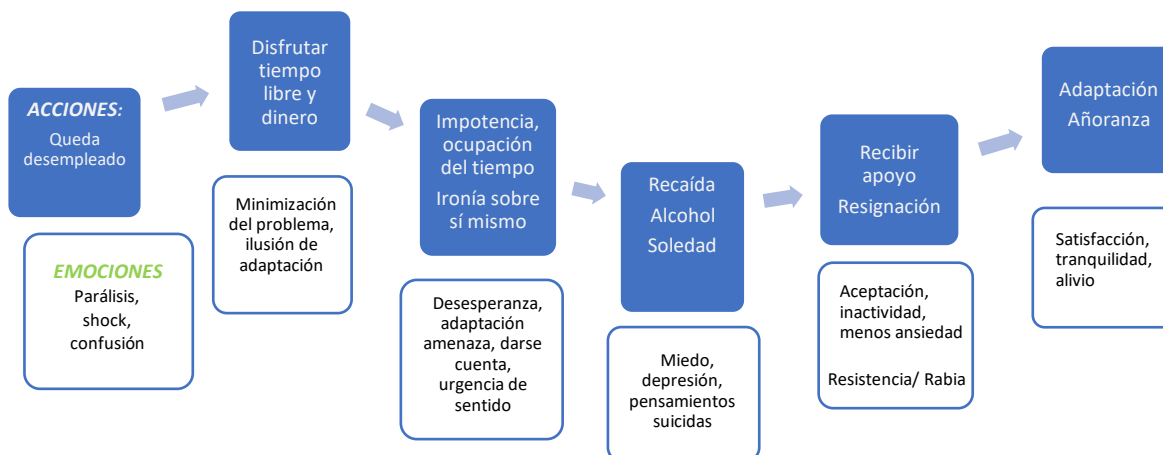 ACCIONES:
Queda
desempleado
EMOCIONES
Parálisis,
shock,
confusión
Disfrutar
tiempo
libre y
dinero
Minimización
del problema,
ilusión de
adaptación
Impotencia,
ocupación
del tiempo
Ironía sobre
sí mismo
Desesperanza,
adaptación
amenaza, darse
cuenta,
urgencia de
sentido
Recaída
Alcohol
Soledad
Miedo,
depresión,
pensamientos
suicidas
Recibir
apoyo
Resignación
Aceptación,
inactividad,
menos ansiedad
Resistencia/ Rabia
Adaptación
Añoranza
Satisfacción,
tranquilidad,
alivio